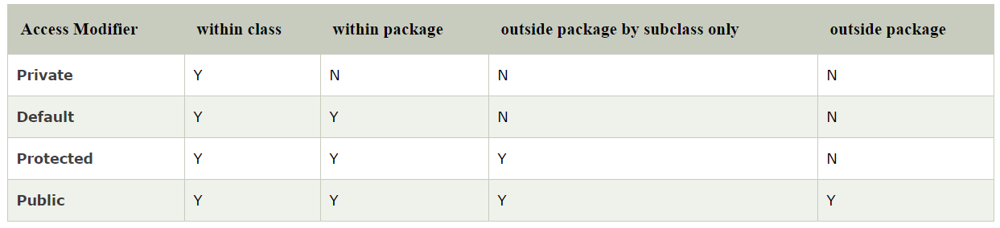 Access Modifier within class within package outside package by subclass only outside package
Private Y N N N
Default Y Y N N
Protected Y Y Y N
Public Y Y Y Y